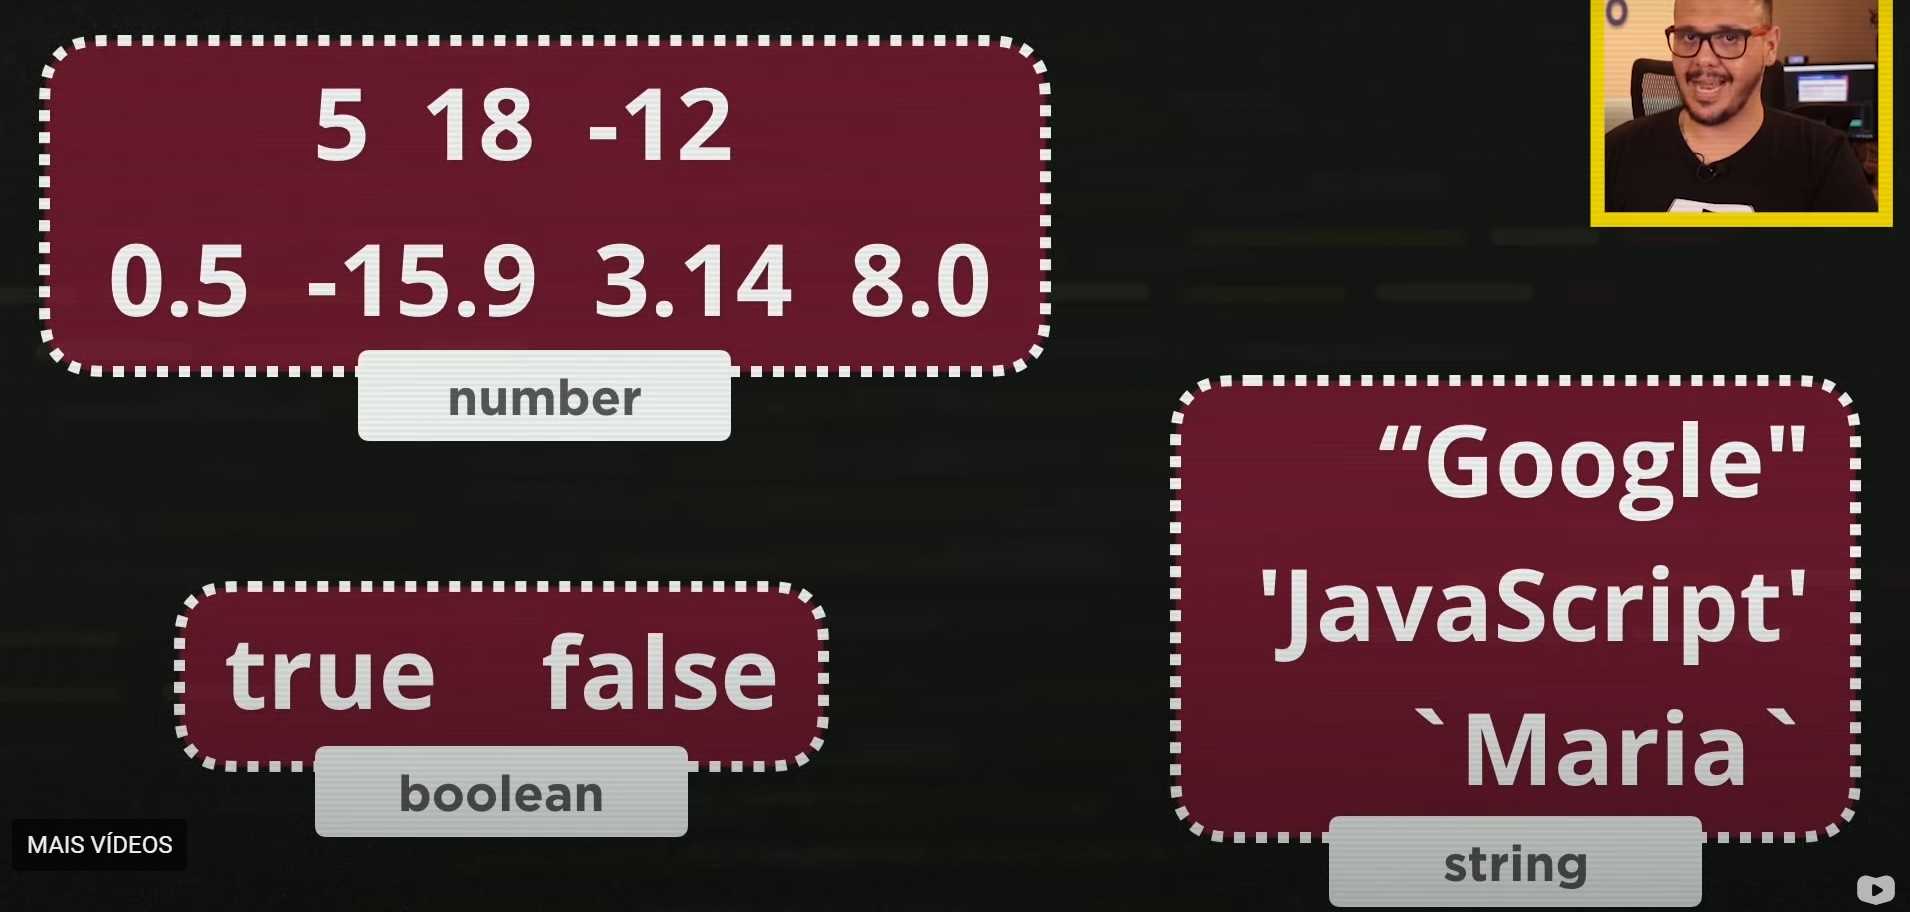 5 18 -12
0.5 -15.9 3.14 8.0
number
“Google"
'JavaScript'
`Maria `
string
true false
boolean
MAIS VÍDEOS